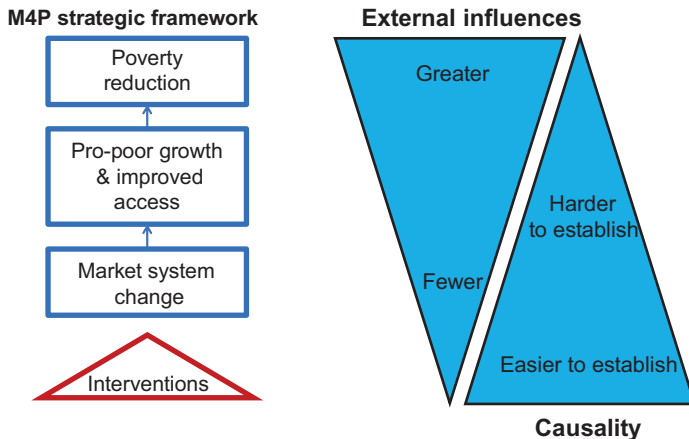 M4P strategic framework
Poverty
reduction
Pro-poor growth
& improved
access
Market system
change
Interventions
External influences
Greater
Fewer
Harder
to establish
Easier to establish
Causality